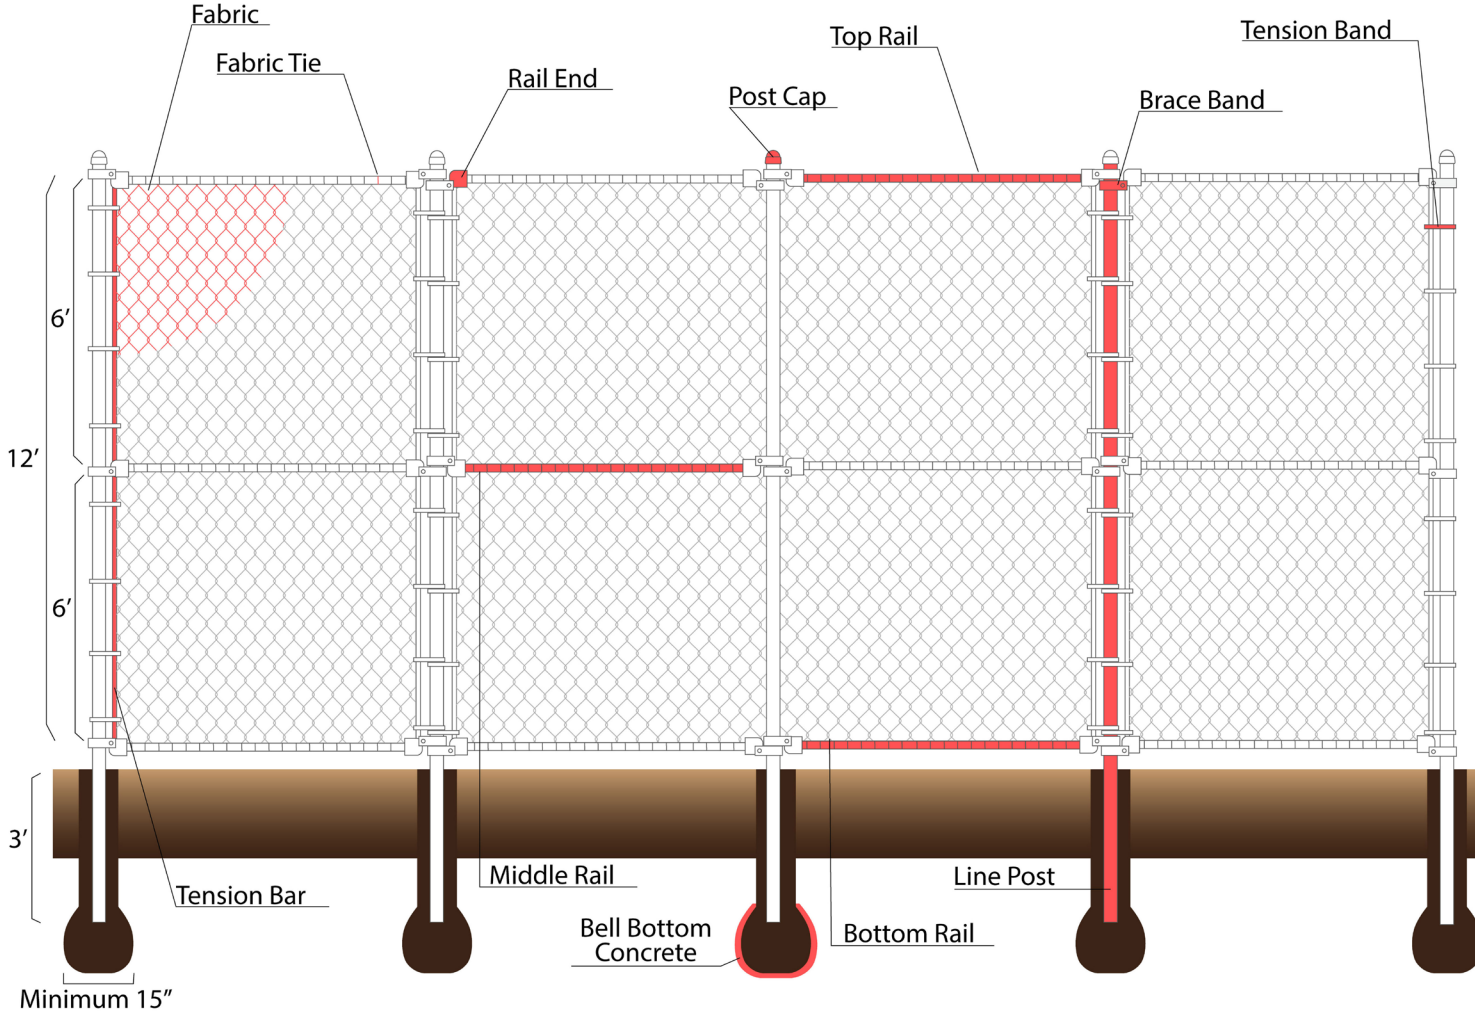 Fabric
Fabric Tie
Rail End
Post Cap
Top Rail
Brace Band
Tension Band
6’
12’
6’
3’
Tension Bar
Middle Rail
Bell Bottom
Concrete
Bottom Rail
Line Post
Minimum 15”